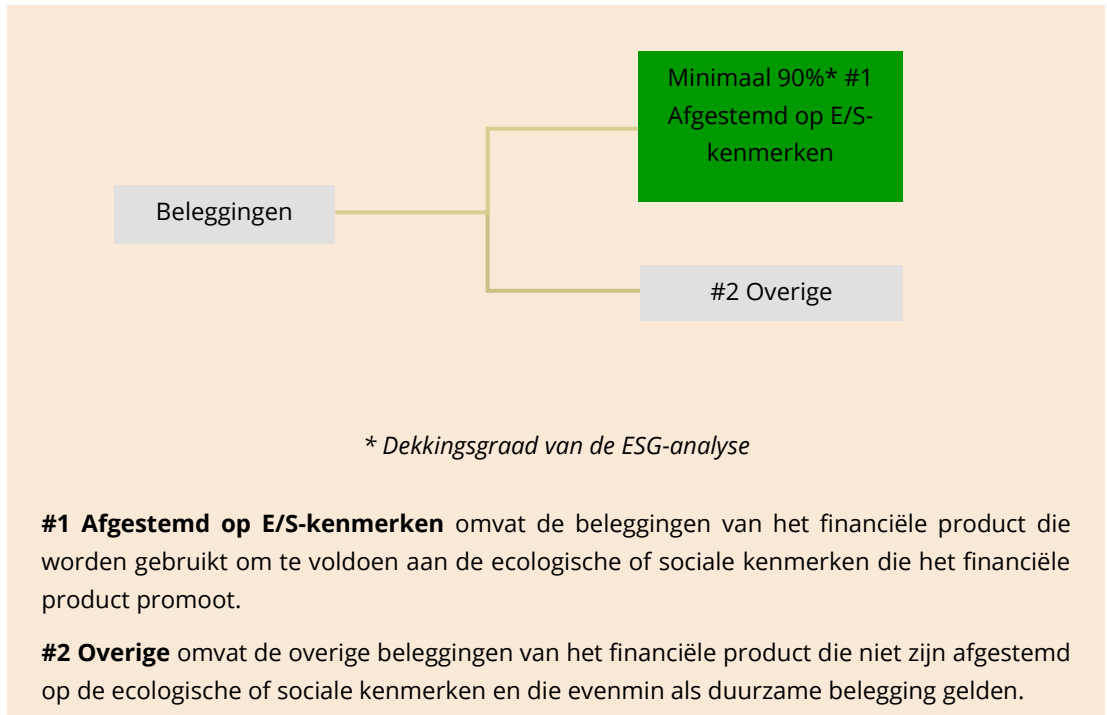 Minimaal 90%* #1
Afgestemd op E/S-
kenmerken
Beleggingen
#2 Overige
* Dekkingsgraad van de ESG-analyse
#1 Afgestemd op E/S-kenmerken omvat de beleggingen van het financiële product die
worden gebruikt om te voldoen aan de ecologische of sociale kenmerken die het financiële
product promoot.
#2 Overige omvat de overige beleggingen van het financiële product die niet zijn afgestemd
op de ecologische of sociale kenmerken en die evenmin als duurzame belegging gelden.